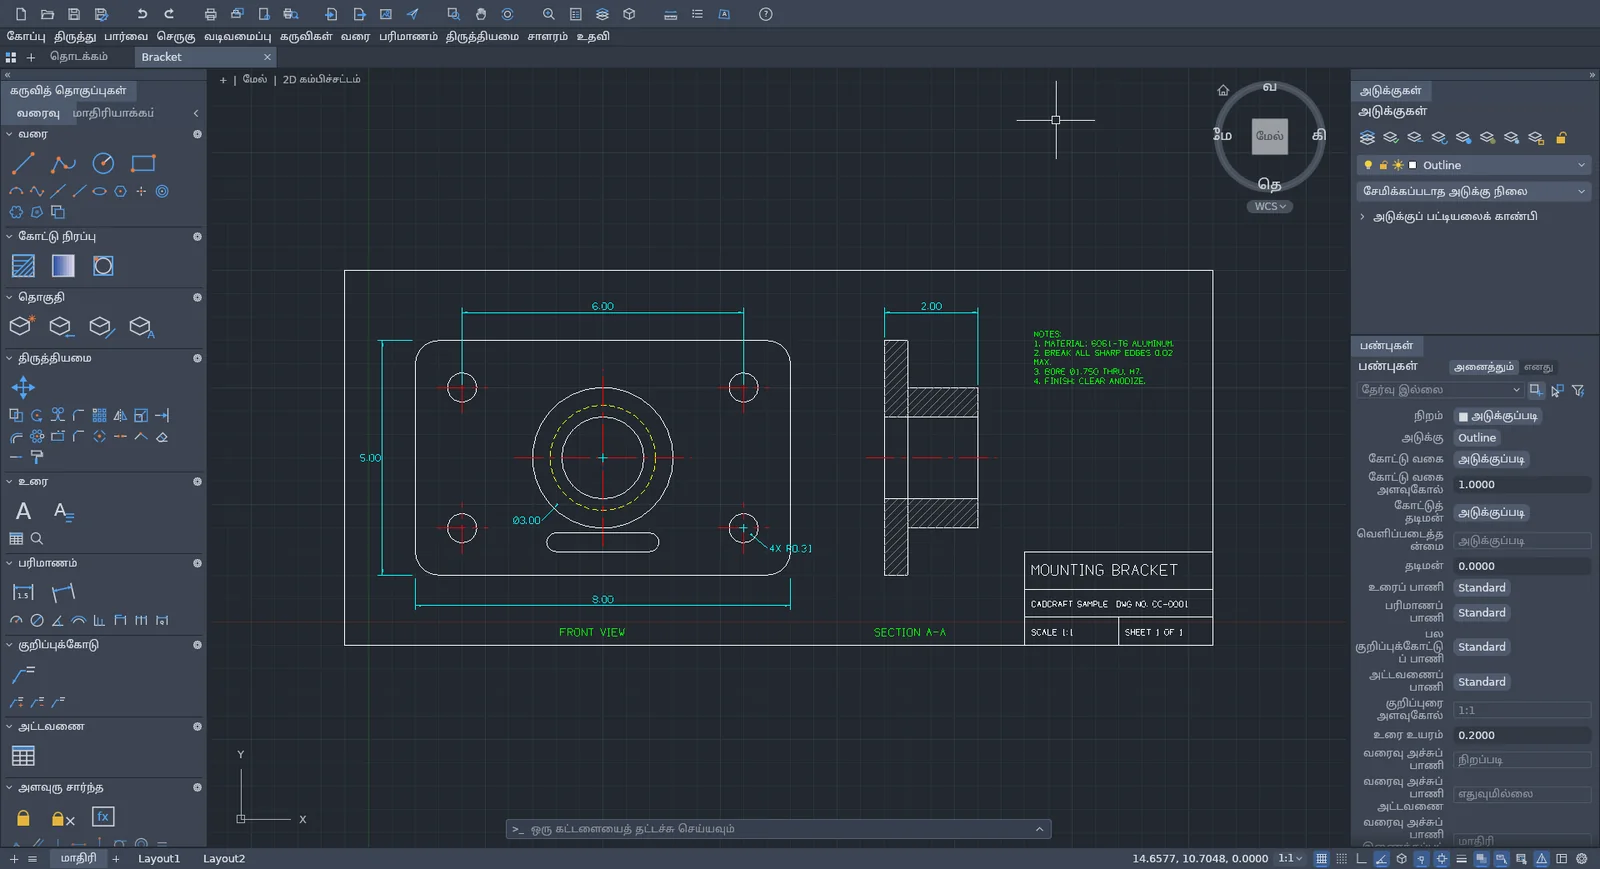 கோப்பு திருத்து பார்வை செருகு வடிவமைப்பு கருவிகள் வரை பரிமாணம் திருத்தியமை சாளரம் உதவி
தொடக்கம்
Bracket
கருவித் தொகுப்புகள்
வரைவு மாதிரியாக்கம்
வரை
கோட்டு நிரப்பு
தொகுதி
திருத்தியமை
உரை
பரிமாணம்
குறிப்புக்கோடு
அட்டவணை
அளவுரு சார்ந்த
+ | மேல் | 2D கம்பிச்சட்டம்
வ
மே
மேல்
கி
தெ
WCS
6.00
2.00
5.00
Ø3.00
4X R0.31
8.00
NOTES:
1. MATERIAL: 6061-T6 ALUMINUM.
2. BREAK ALL SHARP EDGES 0.02
MAX.
3. BORE Ø1.750 THRU, H7.
4. FINISH: CLEAR ANODIZE.
FRONT VIEW
SECTION A-A
MOUNTING BRACKET
CADCRAFT SAMPLE DWG NO. CC-0001
SCALE 1:1
SHEET 1 OF 1
Y
X
>_ ஒரு கட்டளையைத் தட்டச்சு செய்யவும்
அடுக்குகள்
அடுக்குகள்
Outline
சேமிக்கப்படாத அடுக்கு நிலை
அடுக்குப் பட்டியலைக் காண்பி
பண்புகள்
பண்புகள்
அனைத்தும்
எனது
தேர்வு இல்லை
நிறம் அடுக்குப்படி
அடுக்கு Outline
கோட்டு வகை அடுக்குப்படி
கோட்டு வகை
அளவுகோல் 1.0000
கோட்டுத்
தடிமன் அடுக்குப்படி
வெளிப்படைத்த
ன்மை அடுக்குப்படி
தடிமன் 0.0000
உரைப் பாணி Standard
பரிமாணப்
பாணி Standard
பல
குறிப்புக்கோட்டு
ப் பாணி Standard
அட்டவணைப்
பாணி Standard
குறிப்புரை
அளவுகோல் 1:1
உரை உயரம் 0.2000
வரைவு அச்சுப்
பாணி நிறப்படி
வரைவு அச்சுப்
பாணி எதுவுமில்லை
அட்டவணை
வரைவு அச்சுப்
பாணி மாதிரி
மாதிரி
Layout1
Layout2
14.6577, 10.7048, 0.0000 1:1